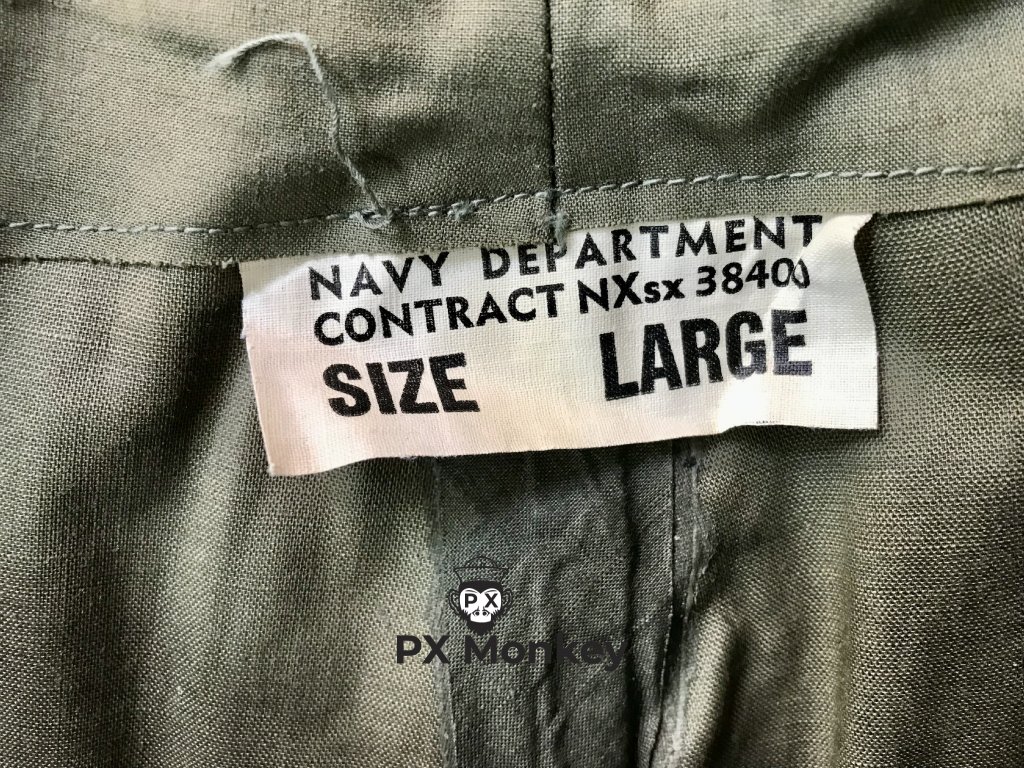 NAVY DEPARTMENT
CONTRACT NXsx 38400
SIZE LARGE
PX
PX Monkey